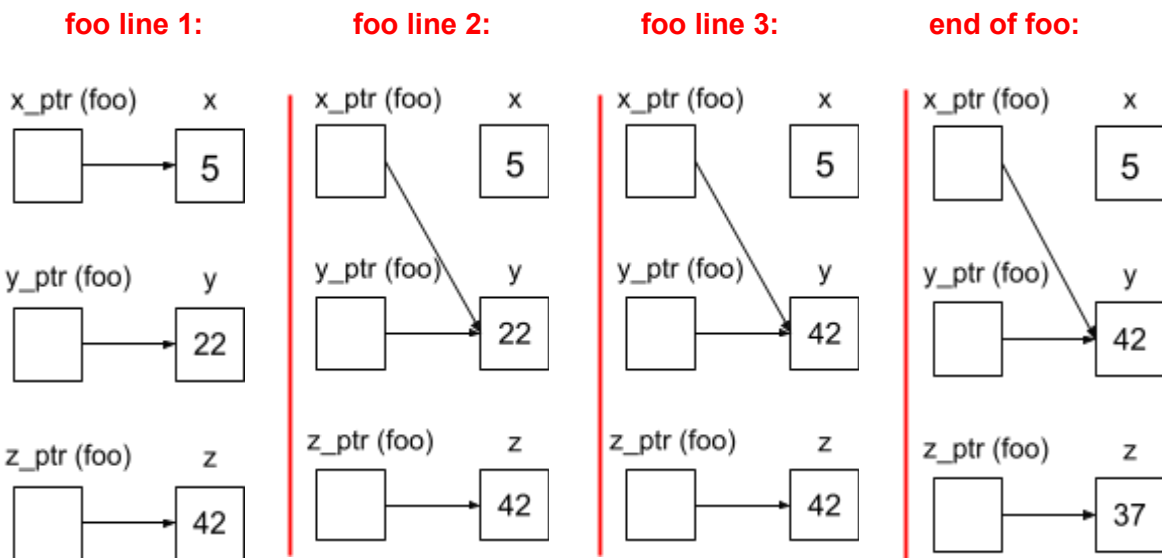 foo line 1: foo line 2: foo line 3: end of foo:
x_ptr (foo) x x_ptr (foo) x x_ptr (foo) x x_ptr (foo) x
5 5 5 5
y_ptr (foo) y y_ptr (foo) y y_ptr (foo) y y_ptr (foo) y
22 22 42 42
z_ptr (foo) z z_ptr (foo) z z_ptr (foo) z z_ptr (foo) z
42 42 42 37